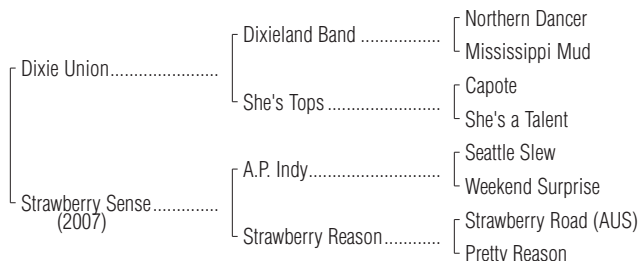 Northern Dancer
Dixieland Band ....................
Mississippi Mud
Dixie Union...........................
Capote
She's Tops ............................
She's a Talent
Seattle Slew
A.P. Indy.................................
Weekend Surprise
Strawberry Sense ................
(2007)
Strawberry Road (AUS)
Strawberry Reason..............
Pretty Reason